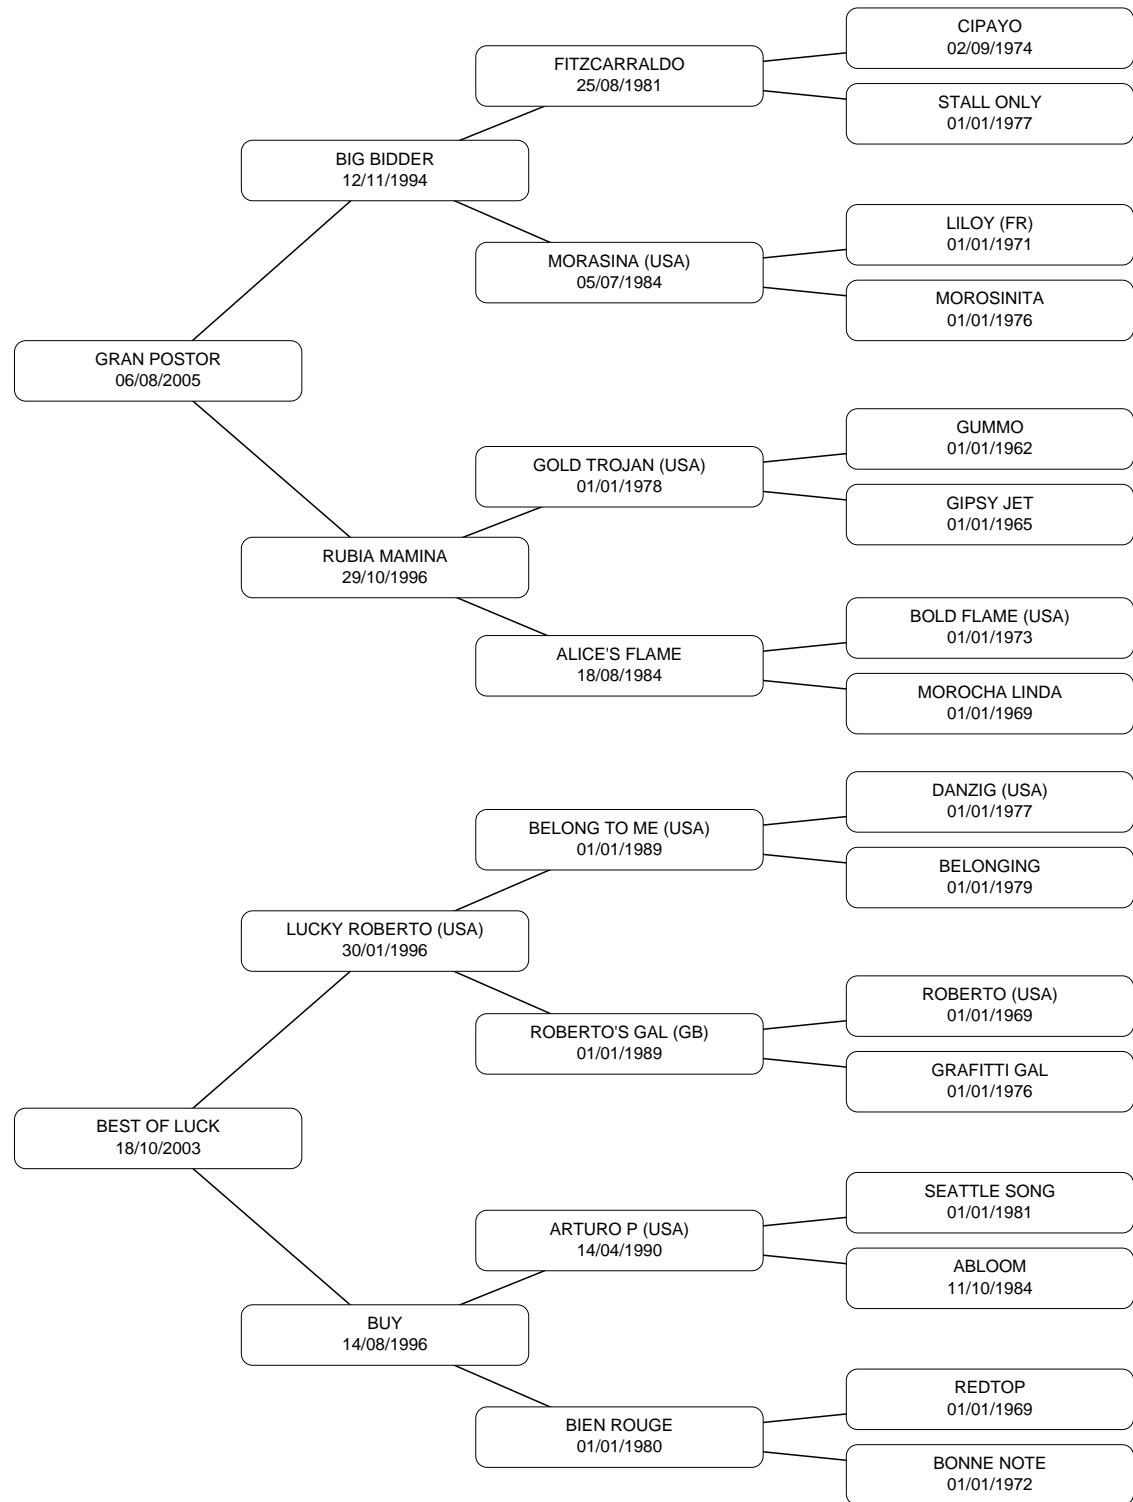 CIPAYO
02/09/1974
FITZCARRALDO
25/08/1981
STALL ONLY
01/01/1977
BIG BIDDER
12/11/1994
LILOY (FR)
01/01/1971
MORASINA (USA)
05/07/1984
MOROSINITA
01/01/1976
GRAN POSTOR
06/08/2005
GUMMO
01/01/1962
GOLD TROJAN (USA)
01/01/1978
GIPSY JET
01/01/1965
RUBIA MAMINA
29/10/1996
BOLD FLAME (USA)
01/01/1973
ALICE'S FLAME
18/08/1984
MOROCHA LINDA
01/01/1969
DANZIG (USA)
01/01/1977
BELONG TO ME (USA)
01/01/1989
BELONGING
01/01/1979
LUCKY ROBERTO (USA)
30/01/1996
ROBERTO (USA)
01/01/1969
ROBERTO'S GAL (GB)
01/01/1989
GRAFITTI GAL
01/01/1976
BEST OF LUCK
18/10/2003
SEATTLE SONG
01/01/1981
ARTURO P (USA)
14/04/1990
ABLOOM
11/10/1984
BUY
14/08/1996
REDTOP
01/01/1969
BIEN ROUGE
01/01/1980
BONNE NOTE
01/01/1972